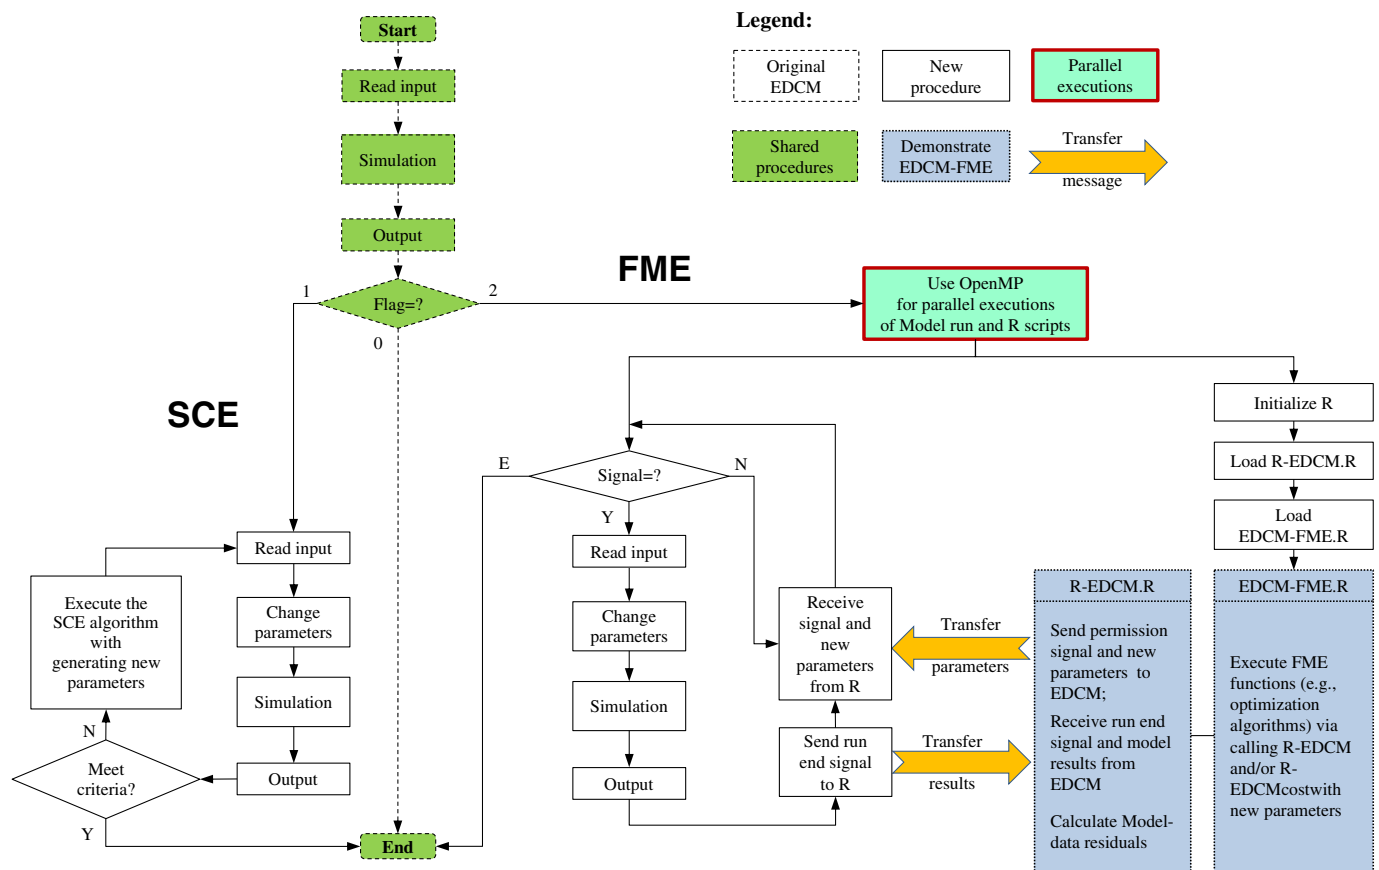 Start
Read input
Simulation
Output
Flag=?
1
2
0
Legend:
Original
EDCM
New
procedure
Parallel
executions
Shared
procedures
Demonstrate
EDCM-FME
Transfer
message
FME
Use OpenMP
for parallel executions
of Model run and R scripts
SCE
Read input
Change
parameters
Simulation
Output
Meet
criteria?
N
Y
Execute the
SCE algorithm
with
generating new
parameters
End
Signal=?
E
N
Y
Read input
Change
parameters
Simulation
Output
Receive
signal and
new
parameters
from R
Send run
end signal
to R
Transfer
parameters
Transfer
results
Initialize R
Load R-EDCM.R
Load
EDCM-FME.R
R-EDCM.R
Send permission
signal and new
parameters to
EDCM;
Receive run end
signal and model
results from
EDCM
Calculate Model-
data residuals
EDCM-FME.R
Execute FME
functions (e.g.,
optimization
algorithms) via
calling R-EDCM
and/or R-
EDCMcostwith
new parameters